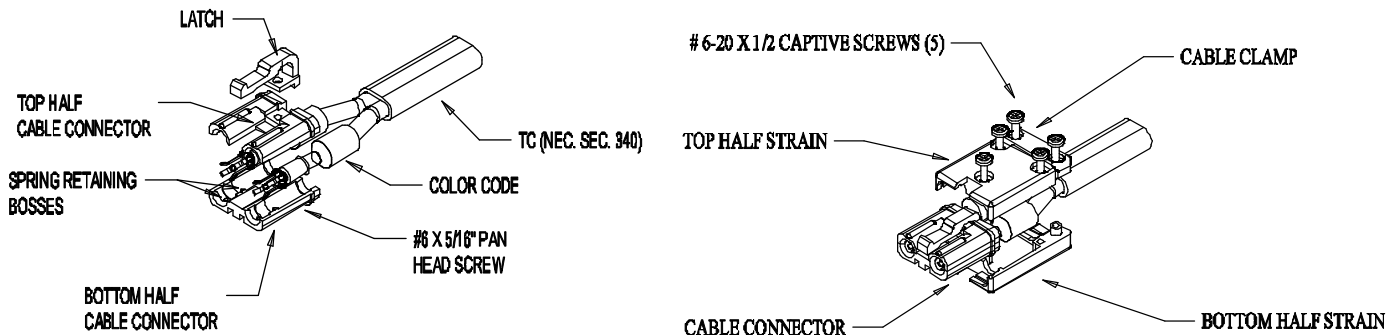 LATCH
TOP HALF
CABLE CONNECTOR
SPRING RETAINING
BOSSES
TC (NEC. SEC. 340)
COLOR CODE
#6 X 5/16" PAN
HEAD SCREW
BOTTOM HALF
CABLE CONNECTOR
# 6-20 X 1/2 CAPTIVE SCREWS (5)
CABLE CLAMP
TOP HALF STRAIN
CABLE CONNECTOR
BOTTOM HALF STRAIN